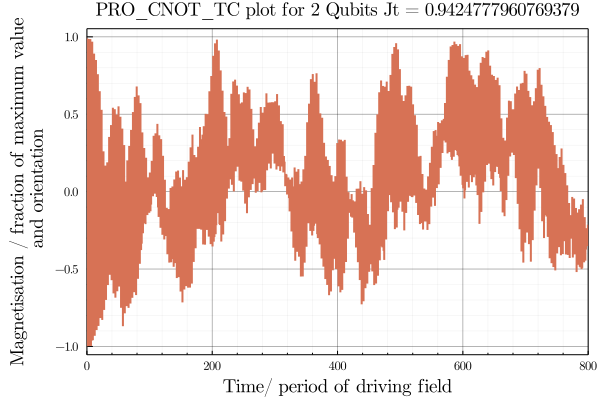 PRO_CNOT_TC plot for 2 Qubits Jt = 0.9424777960769379
Magnetisation / fraction of maximum value
and orientation
1.0
0.5
0.0
−0.5
−1.0
0 200 400 600 800
Time/ period of driving field